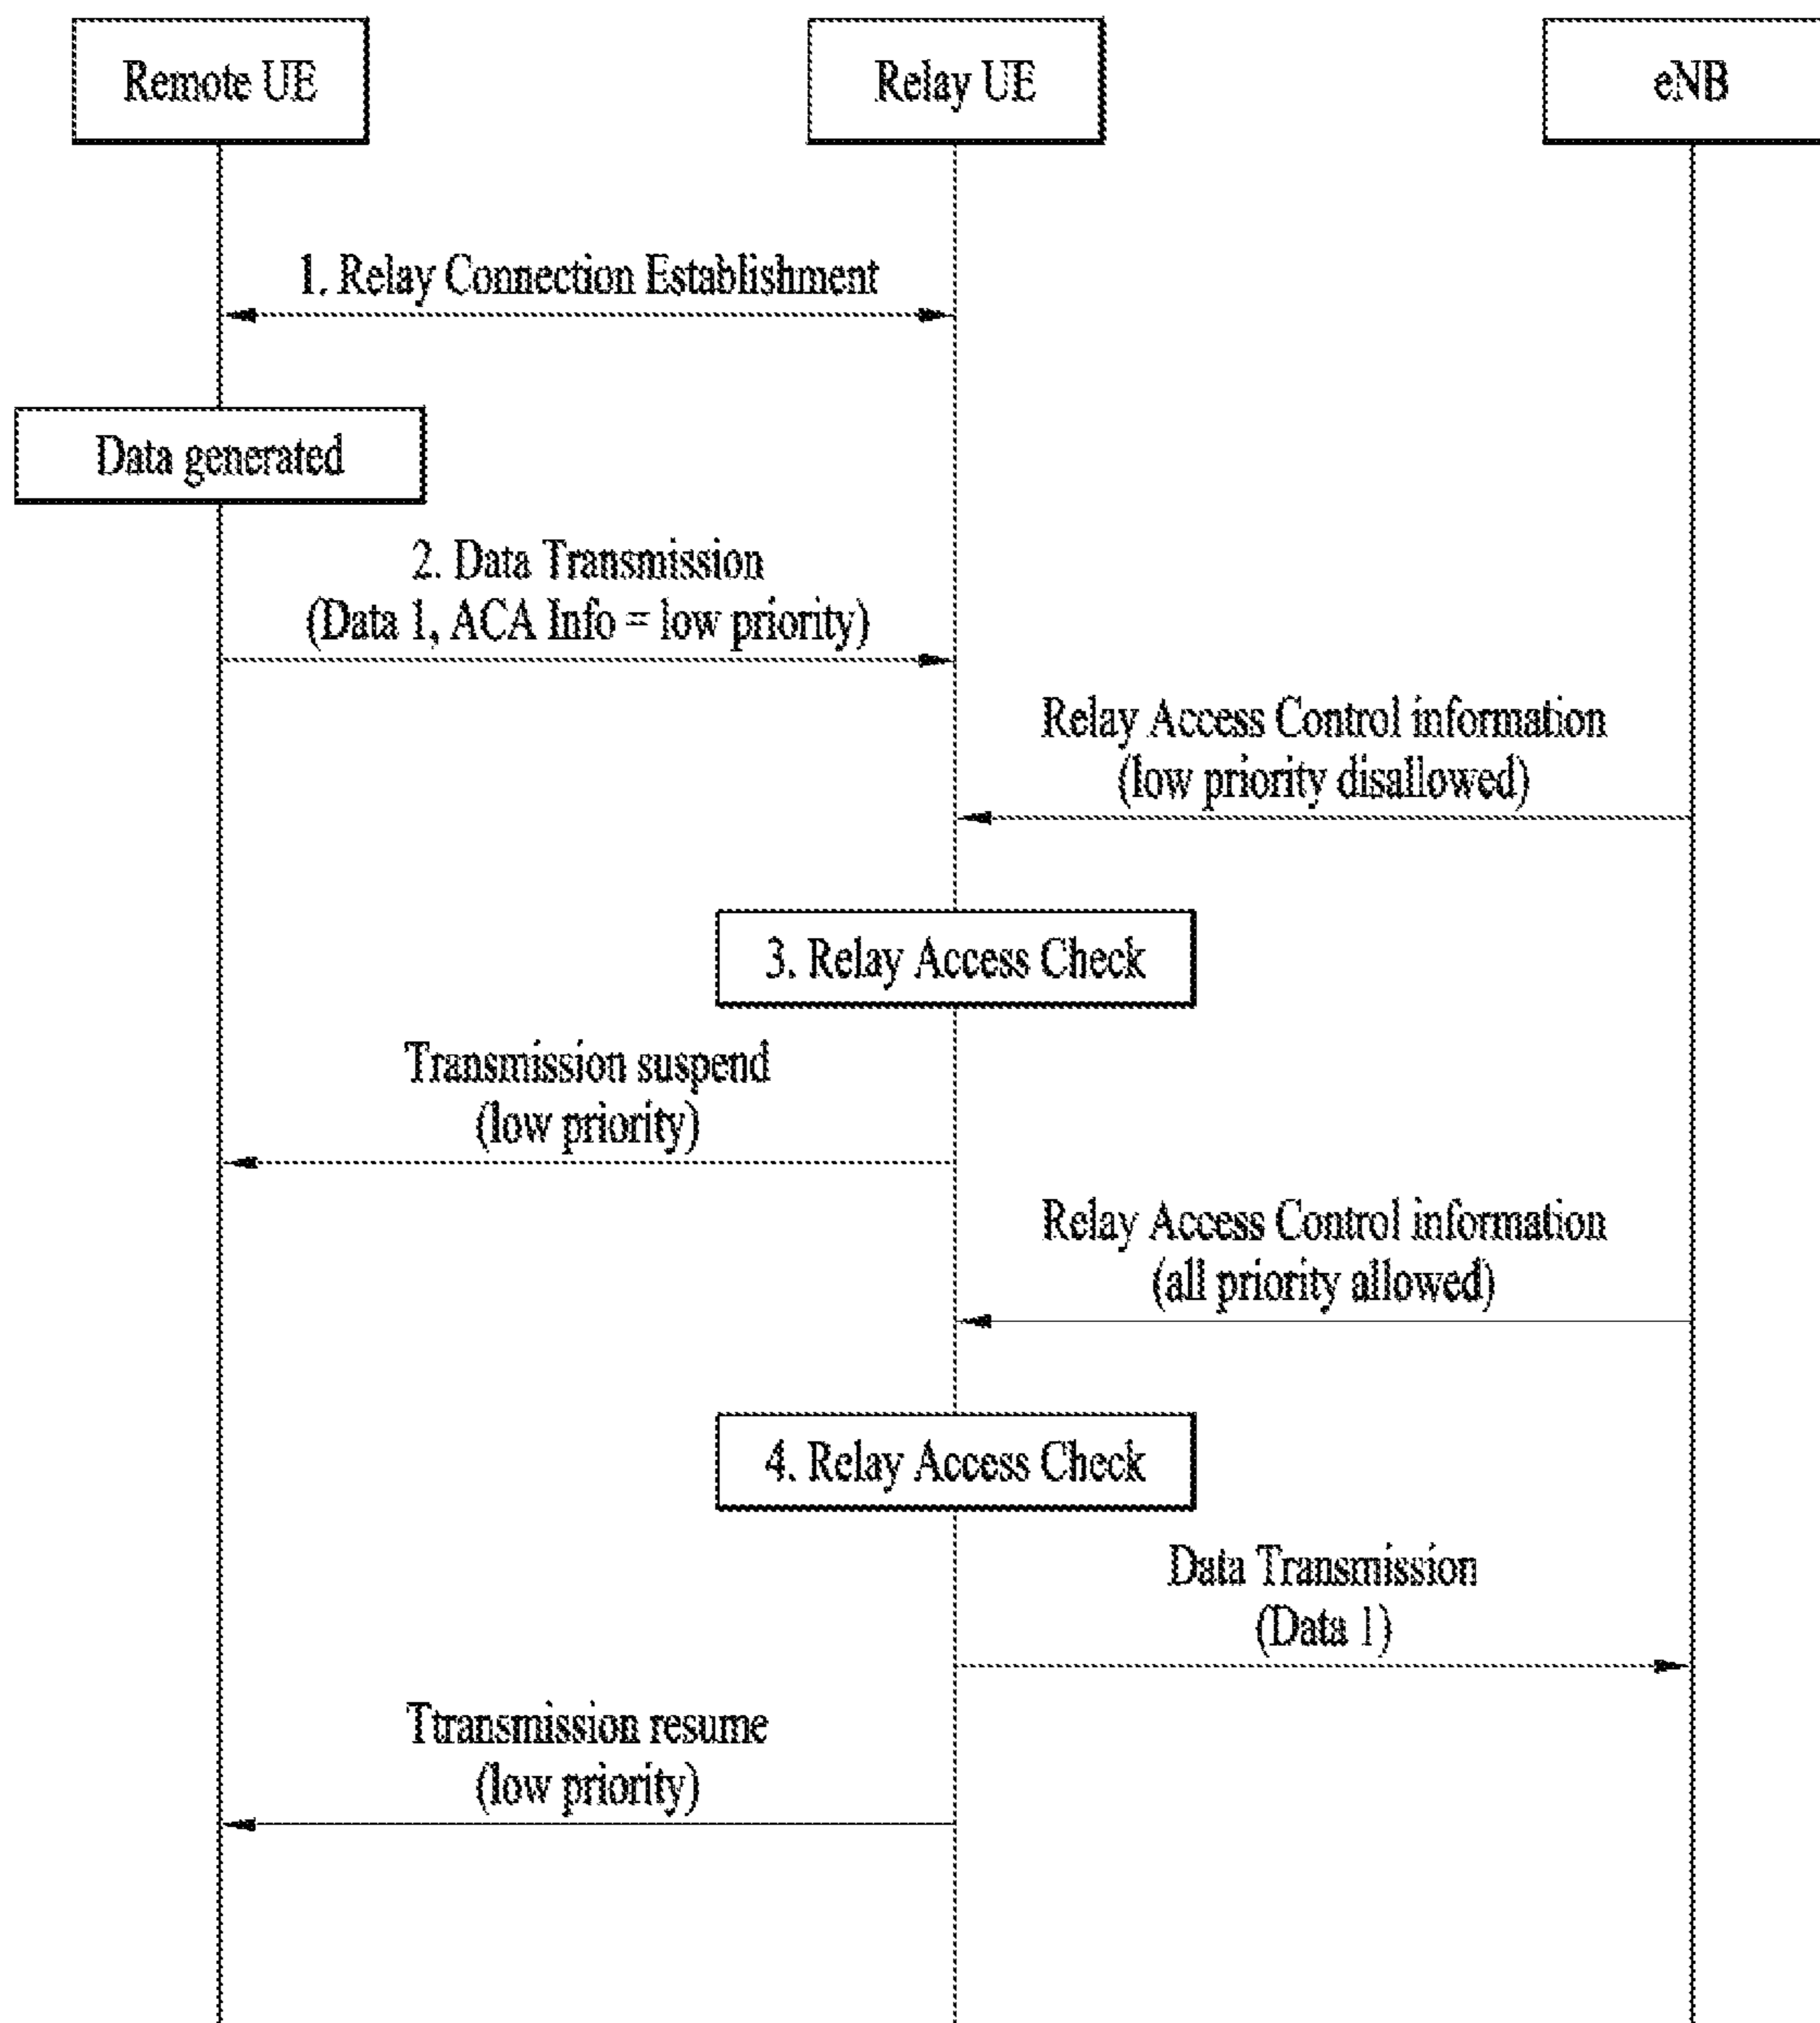 Remote UE
Relay UE
eNB
1. Relay Connection Establishment
Data generated
2. Data Transmission
(Data 1, ACA Info = low priority)
Relay Access Control information
(low priority disallowed)
3. Relay Access Check
Transmission suspend
(low priority)
Relay Access Control information
(all priority allowed)
4. Relay Access Check
Data Transmission
(Data 1)
Ttransmission resume
(low priority)